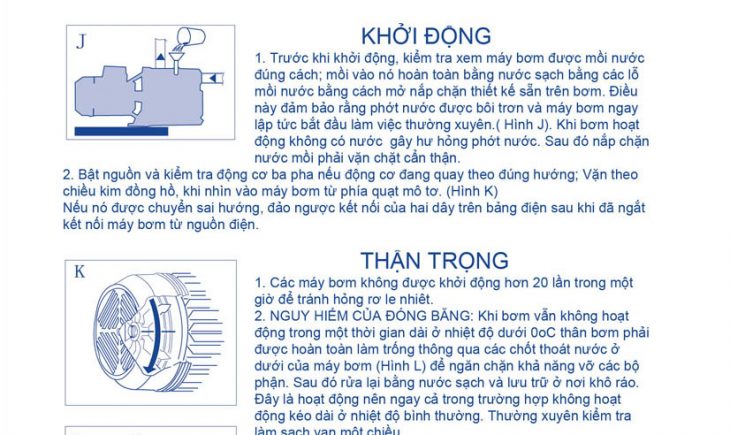 J
KHỞI ĐỘNG
1. Trước khi khởi động, kiểm tra xem máy bơm được mồi nước
đúng cách; mồi vào nó hoàn toàn bằng nước sạch bằng các lỗ
mồi nước bằng cách mở nắp chặn thiết kế sẵn trên bơm. Điều
này đảm bảo rằng phớt nước được bôi trơn và máy bơm ngay
lập tức bắt đầu làm việc thường xuyên.( Hình J). Khi bơm hoạt
động không có nước gây hư hỏng phớt nước. Sau đó nắp chặn
nước mồi phải vặn chặt cẩn thận.
2. Bật nguồn và kiểm tra động cơ ba pha nếu động cơ đang quay theo đúng hướng; Vặn theo
chiều kim đồng hồ, khi nhìn vào máy bơm từ phía quạt mô tơ. (Hình K)
Nếu nó được chuyển sai hướng, đảo ngược kết nối của hai dây trên bảng điện sau khi đã ngắt
kết nối máy bơm từ nguồn điện.
K
THẬN TRỌNG
1. Các máy bơm không được khởi động hơn 20 lần trong một
giờ để tránh hỏng rơ le nhiệt.
2. NGUY HIỂM CỦA ĐÓNG BĂNG: Khi bơm vẫn không hoạt
động trong một thời gian dài ở nhiệt độ dưới 0oC thân bơm phải
được hoàn toàn làm trống thông qua các chốt thoát nước ở
dưới của máy bơm (Hình L) để ngăn chặn khả năng vỡ các bộ
phận. Sau đó rửa lại bằng nước sạch và lưu trữ ở nơi khô ráo.
Đây là hoạt động nên ngay cả trong trường hợp không hoạt
động kéo dài ở nhiệt độ bình thường. Thường xuyên kiểm tra
làm sạch van một chiều.